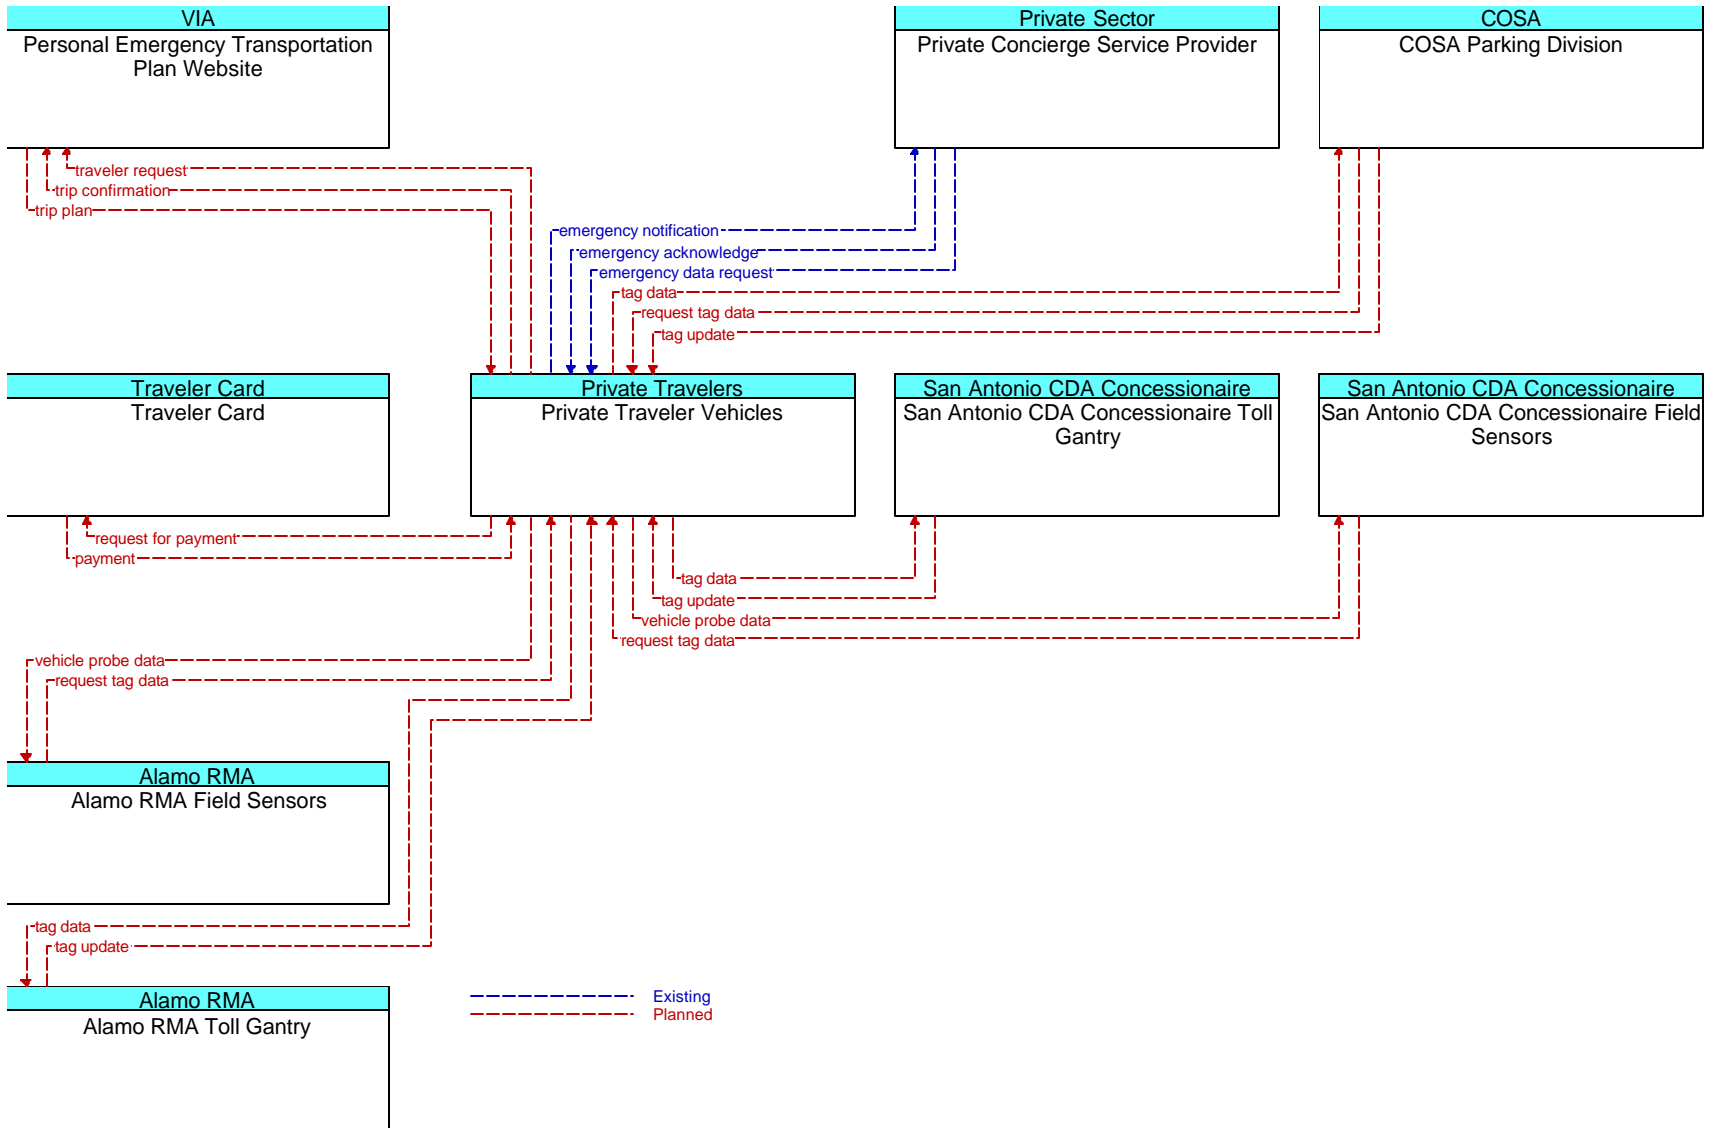 VIA
Personal Emergency Transportation
Plan Website
Private Sector
Private Concierge Service Provider
COSA
COSA Parking Division
traveler request
trip confirmation
trip plan
emergency notification
emergency acknowledge
emergency data request
tag data
request tag data
tag update
Traveler Card
Traveler Card
Private Travelers
Private Traveler Vehicles
San Antonio CDA Concessionaire
San Antonio CDA Concessionaire Toll
Gantry
San Antonio CDA Concessionaire
San Antonio CDA Concessionaire Field
Sensors
request for payment
payment
tag data
tag update
vehicle probe data
request tag data
vehicle probe data
request tag data
Alamo RMA
Alamo RMA Field Sensors
tag data
tag update
Alamo RMA
Alamo RMA Toll Gantry
Existing
Planned